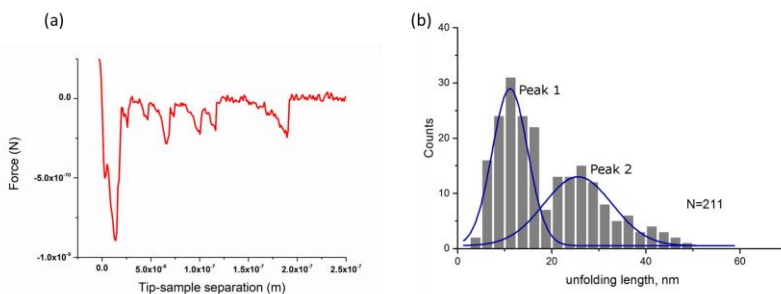 (a)
0.0
-5.0x10⁻¹⁰
-1.0x10⁻⁹
Force (N)
0.0
5.0x10⁻⁸
1.0x10⁻⁷
1.5x10⁻⁷
2.0x10⁻⁷
2.5x10⁻⁷
Tip-sample separation (m)
(b)
40
30
20
10
0
Counts
Peak 1
Peak 2
N=211
0
20
40
60
unfolding length, nm